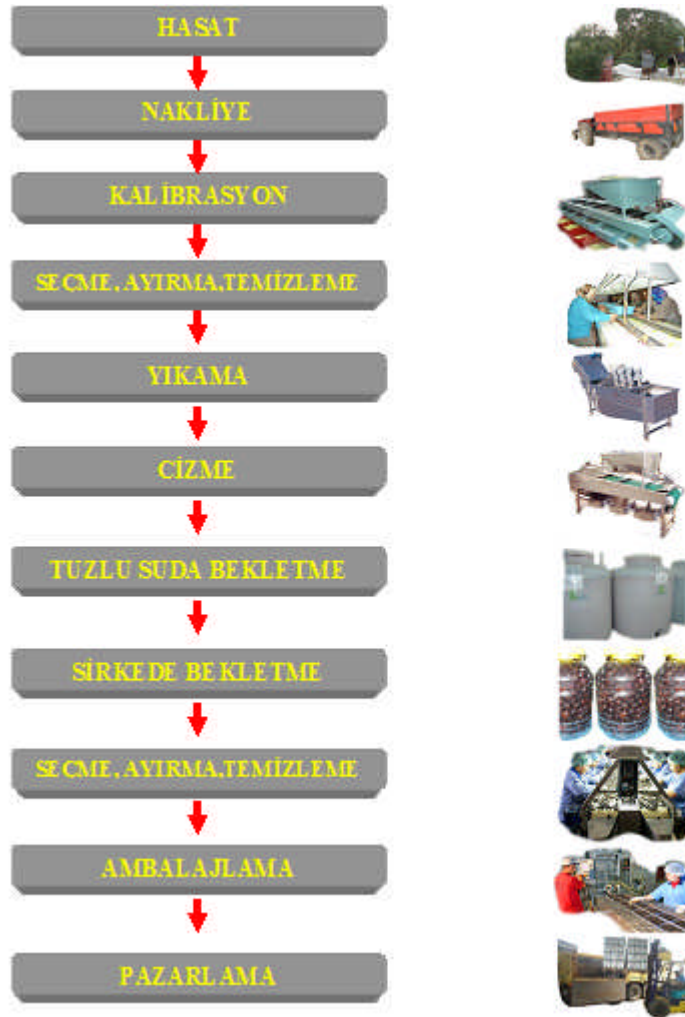 HASAT
NAKLİYE
KALİBRASYON
SEÇME, AYIRMA,TEMİZLEME
YIKAMA
ÇİZME
TUZLU SUDA BEKLETME
SİRKEDE BEKLETME
SEÇME, AYIRMA,TEMİZLEME
AMBALAJLAMA
PAZARLAMA